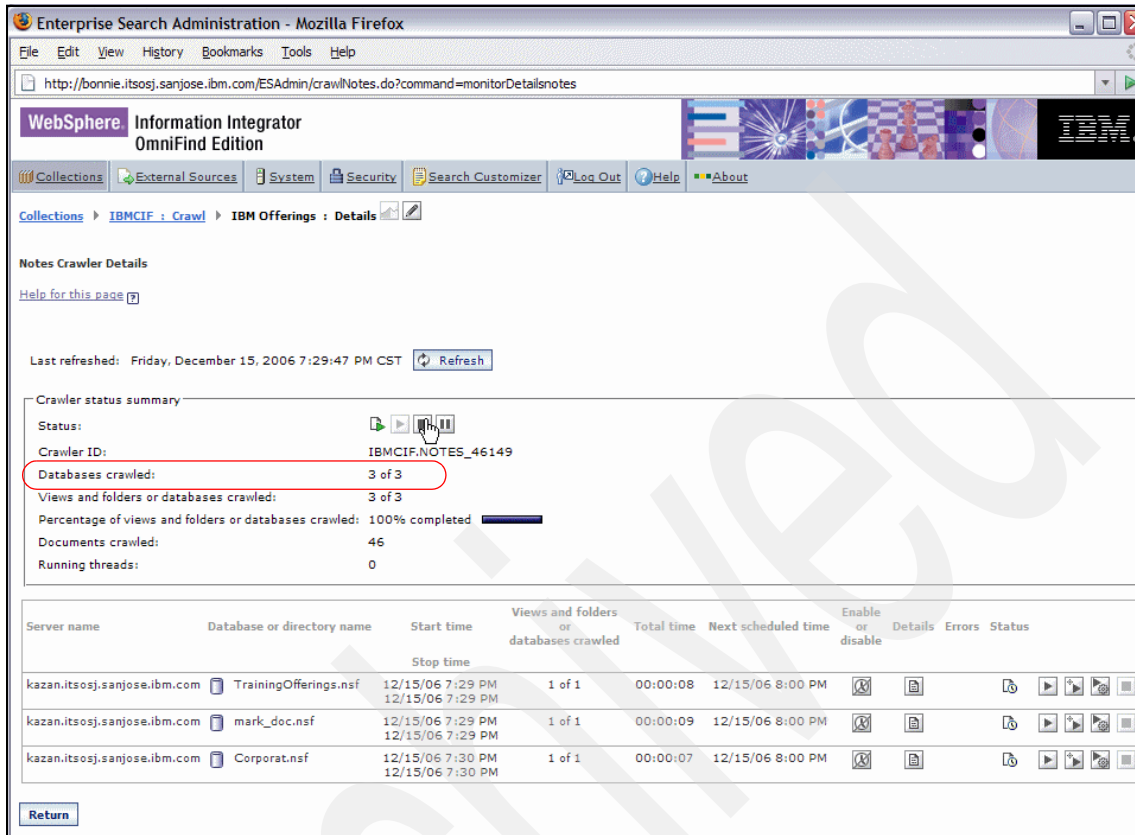 Enterprise Search Administration - Mozilla Firefox
File Edit View History Bookmarks Tools Help
http://bonnie.itsosj.sanjose.ibm.com/ESAdmin/crawlNotes.do?command=monitorDetailsnotes
WebSphere. Information Integrator
OmniFind Edition
IBM.
Collections External Sources System Security Search Customizer Log Out Help About
Collections IBMCIF : Crawl IBM Offerings : Details
Notes Crawler Details
Help for this page ?
Last refreshed: Friday, December 15, 2006 7:29:47 PM CST Refresh
Crawler status summary
Status:
Crawler ID: IBMCIF.NOTES_46149
Databases crawled: 3 of 3
Views and folders or databases crawled: 3 of 3
Percentage of views and folders or databases crawled: 100% completed
Documents crawled: 46
Running threads: 0
Server name Database or directory name Start time Stop time Views and folders or databases crawled Total time Next scheduled time Enable or disable Details Errors Status
kazan.itsosj.sanjose.ibm.com TrainingOfferings.nsf 12/15/06 7:29 PM 1 of 1 00:00:08 12/15/06 8:00 PM
12/15/06 7:29 PM
kazan.itsosj.sanjose.ibm.com mark_doc.nsf 12/15/06 7:29 PM 1 of 1 00:00:09 12/15/06 8:00 PM
12/15/06 7:29 PM
kazan.itsosj.sanjose.ibm.com Corporat.nsf 12/15/06 7:30 PM 1 of 1 00:00:07 12/15/06 8:00 PM
12/15/06 7:30 PM
Return
hived